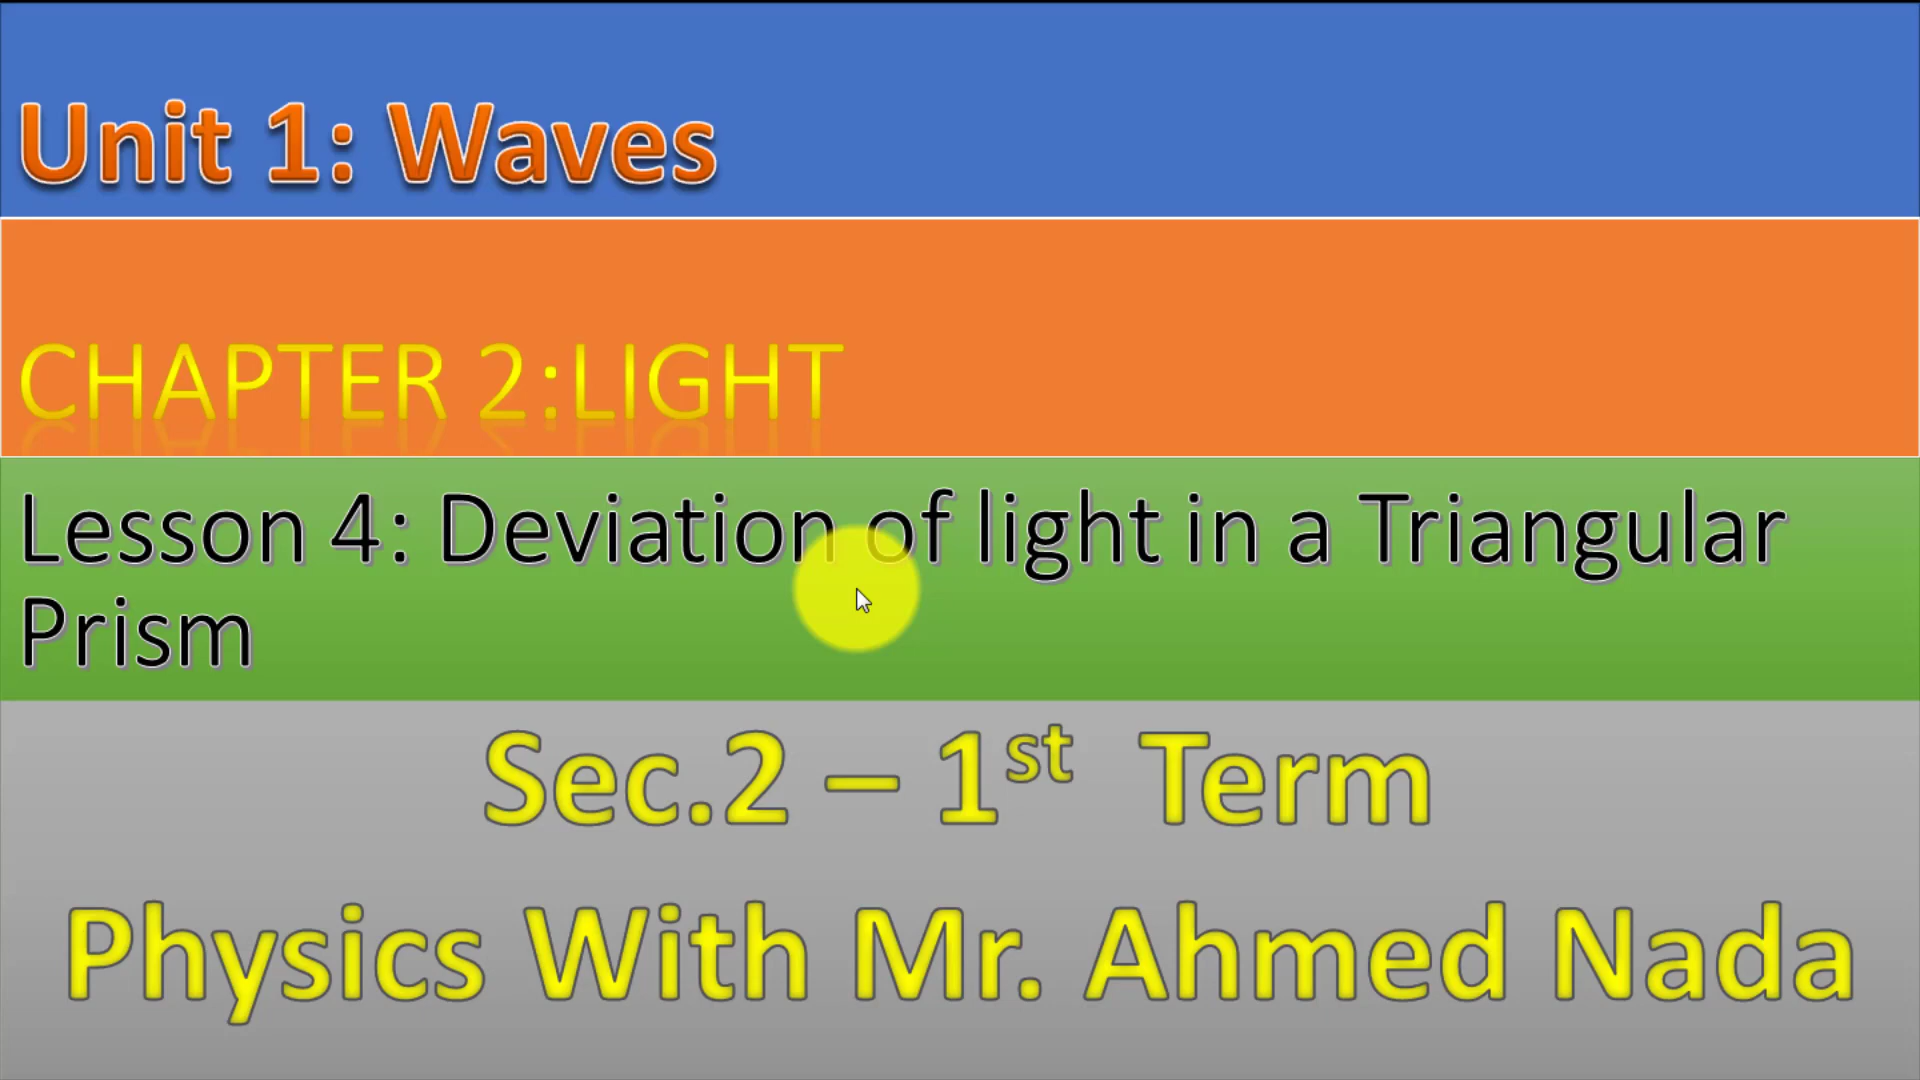 Unit 1: Waves
CHAPTER 2:LIGHT
Lesson 4: Deviation of light in a Triangular
Prism
Sec.2 – 1st Term
Physics With Mr. Ahmed Nada